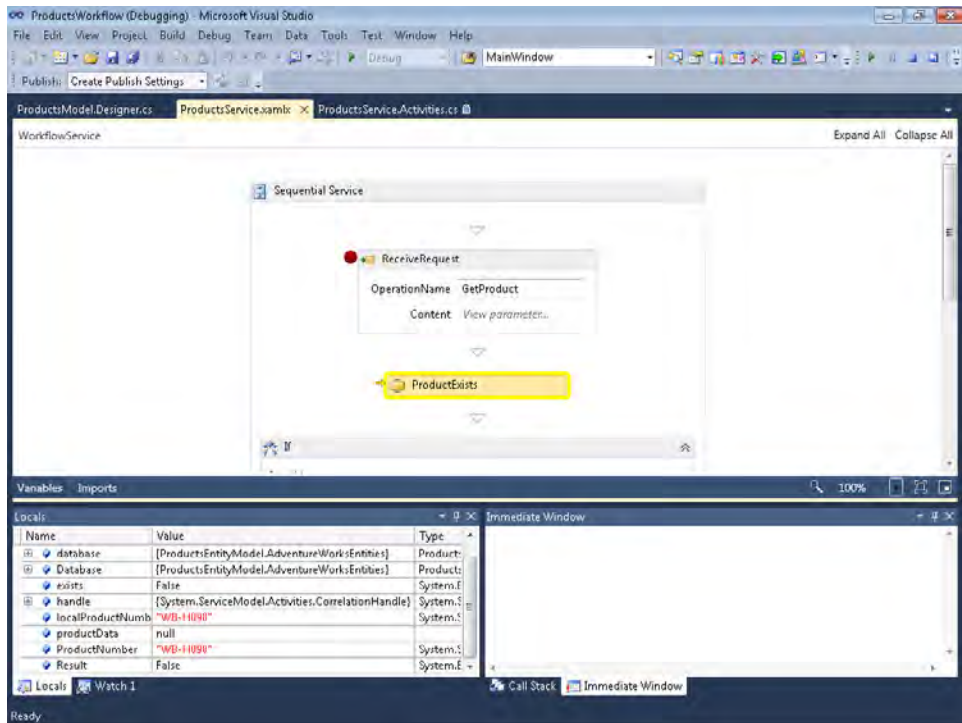 ProductsWorkflow (Debugging) - Microsoft Visual Studio
File Edit View Project Build Debug Team Data Tools Test Window Help
Debug MainWindow
Publish: Create Publish Settings
ProductsModel.Designer.cs ProductsService.xamlx ProductsService.Activities.cs
WorkflowService Expand All Collapse All
Sequential Service
ReceiveRequest
OperationName GetProduct
Content View parameter...
ProductExists
If
Variables Imports 100%
Locals Immediate Window
Name Value Type
database {ProductsEntityModel.AdventureWorksEntities} Product:
Database {ProductsEntityModel.AdventureWorksEntities} Product:
exists False
handle {System.ServiceModel.Activities.CorrelationHandle}
localProductNumb "WB-H098"
productData null
ProductNumber "WB-H098"
Result False
Locals Watch 1 Call Stack Immediate Window
Ready